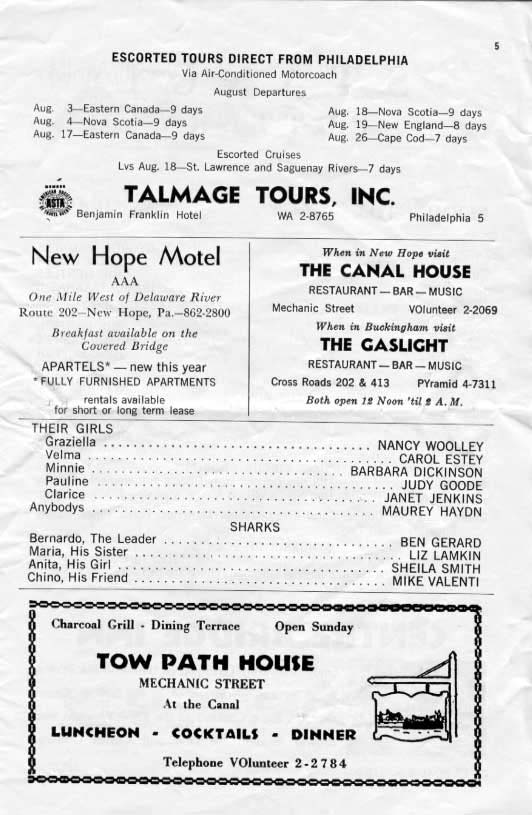 5
ESCORTED TOURS DIRECT FROM PHILADELPHIA
Via Air-Conditioned Motorcoach
August Departures
Aug. 3—Eastern Canada—9 days
Aug. 4—Nova Scotia—9 days
Aug. 17—Eastern Canada—9 days
Aug. 18—Nova Scotia—9 days
Aug. 19—New England—8 days
Aug. 26—Cape Cod—7 days
Escorted Cruises
Lvs Aug. 18—St. Lawrence and Saguenay Rivers—7 days
MEMBER
ASTA
TALMAGE TOURS, INC.
Benjamin Franklin Hotel WA 2-8765 Philadelphia 5
New Hope Motel
AAA
One Mile West of Delaware River
Route 202—New Hope, Pa.—862-2800
Breakfast available on the
Covered Bridge
APARTELS* — new this year
*FULLY FURNISHED APARTMENTS
rentals available
for short or long term lease
When in New Hope visit
THE CANAL HOUSE
RESTAURANT — BAR — MUSIC
Mechanic Street VOlunteer 2-2069
When in Buckingham visit
THE GASLIGHT
RESTAURANT — BAR — MUSIC
Cross Roads 202 & 413 PYramid 4-7311
Both open 12 Noon 'til 2 A.M.
THEIR GIRLS
Graziella ........................................ NANCY WOOLLEY
Velma ........................................ CAROL ESTEY
Minnie ........................................ BARBARA DICKINSON
Pauline ........................................ JUDY GOODE
Clarice ........................................ JANET JENKINS
Anybodys ........................................ MAUREY HAYDN
SHARKS
Bernardo, The Leader ................................ BEN GERARD
Maria, His Sister ................................ LIZ LAMKIN
Anita, His Girl ................................ SHEILA SMITH
Chino, His Friend ................................ MIKE VALENTI
Charcoal Grill - Dining Terrace Open Sunday
TOW PATH HOUSE
MECHANIC STREET
At the Canal
LUNCHEON - COCKTAILS - DINNER
Telephone VOlunteer 2-2784